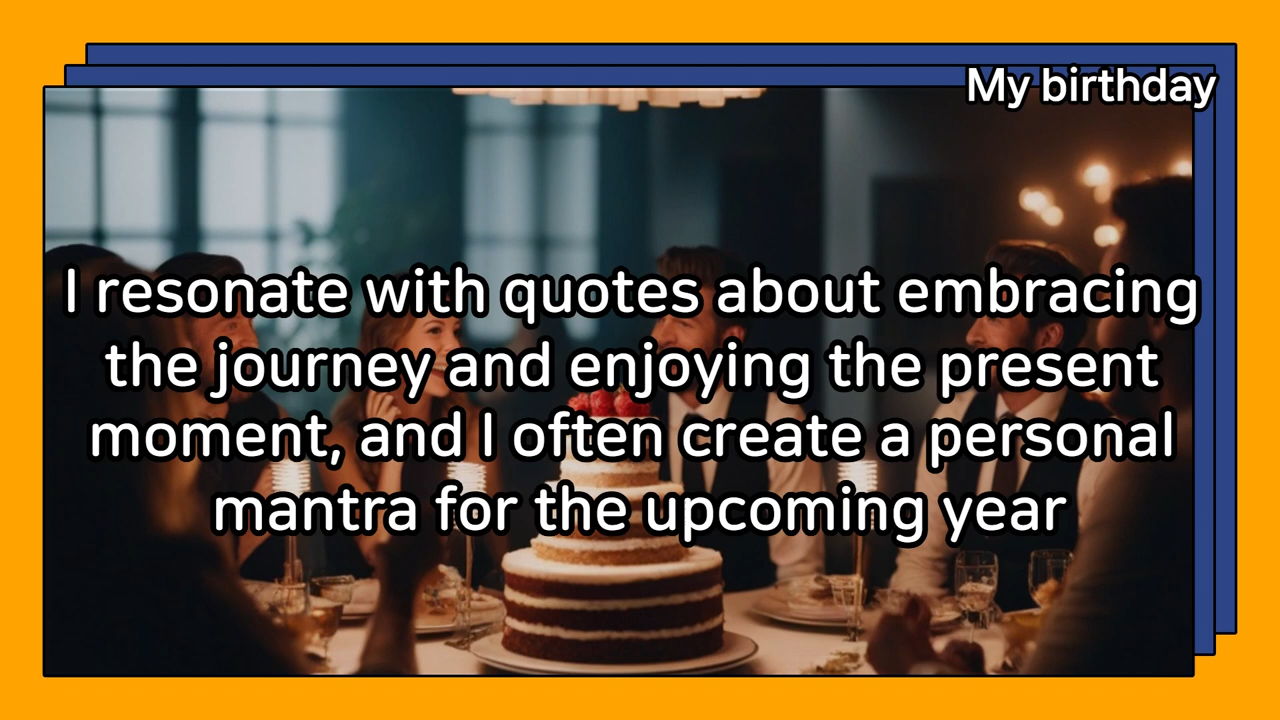 My birthday
I resonate with quotes about embracing
the journey and enjoying the present
moment, and I often create a personal
mantra for the upcoming year